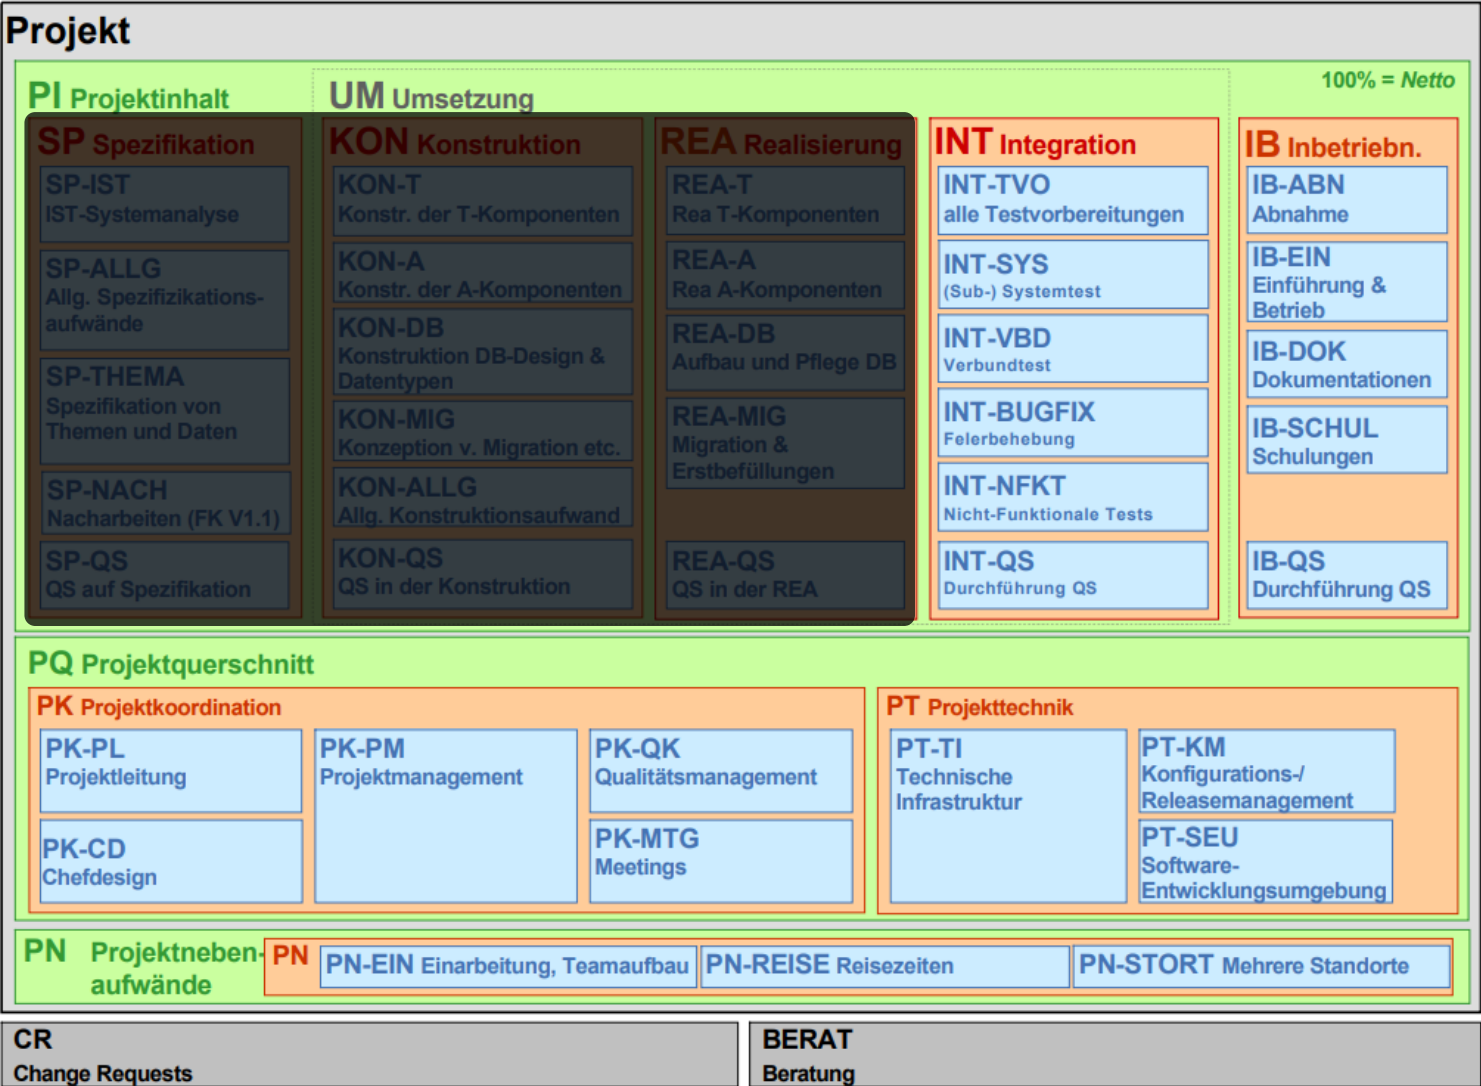 Projekt
PI Projektinhalt
UM Umsetzung
100% = Netto
SP Spezifikation
SP-IST
IST-Systemanalyse
SP-ALLG
Allg. Spezifizikations-
aufwände
SP-THEMA
Spezifikation von
Themen und Daten
SP-NACH
Nacharbeiten (FK V1.1)
SP-QS
QS auf Spezifikation
KON Konstruktion
KON-T
Konstr. der T-Komponenten
KON-A
Konstr. der A-Komponenten
KON-DB
Konstruktion DB-Design &
Datentypen
KON-MIG
Konzeption v. Migration etc.
KON-ALLG
Allg. Konstruktionsaufwand
KON-QS
QS in der Konstruktion
REA Realisierung
REA-T
Rea T-Komponenten
REA-A
Rea A-Komponenten
REA-DB
Aufbau und Pflege DB
REA-MIG
Migration &
Erstbefüllungen
REA-QS
QS in der REA
INT Integration
INT-TVO
alle Testvorbereitungen
INT-SYS
(Sub-) Systemtest
INT-VBD
Verbundtest
INT-BUGFIX
Felerbehebung
INT-NFKT
Nicht-Funktionale Tests
INT-QS
Durchführung QS
IB Inbetriebn.
IB-ABN
Abnahme
IB-EIN
Einführung &
Betrieb
IB-DOK
Dokumentationen
IB-SCHUL
Schulungen
IB-QS
Durchführung QS
PQ Projektquerschnitt
PK Projektkoordination
PK-PL
Projektleitung
PK-CD
Chefdesign
PK-PM
Projektmanagement
PK-QK
Qualitätsmanagement
PK-MTG
Meetings
PT Projekttechnik
PT-TI
Technische
Infrastruktur
PT-KM
Konfigurations-/
Releasemanagement
PT-SEU
Software-
Entwicklungsumgebung
PN Projektneben-
aufwände
PN
PN-EIN Einarbeitung, Teamaufbau
PN-REISE Reisezeiten
PN-STORT Mehrere Standorte
CR
Change Requests
BERAT
Beratung